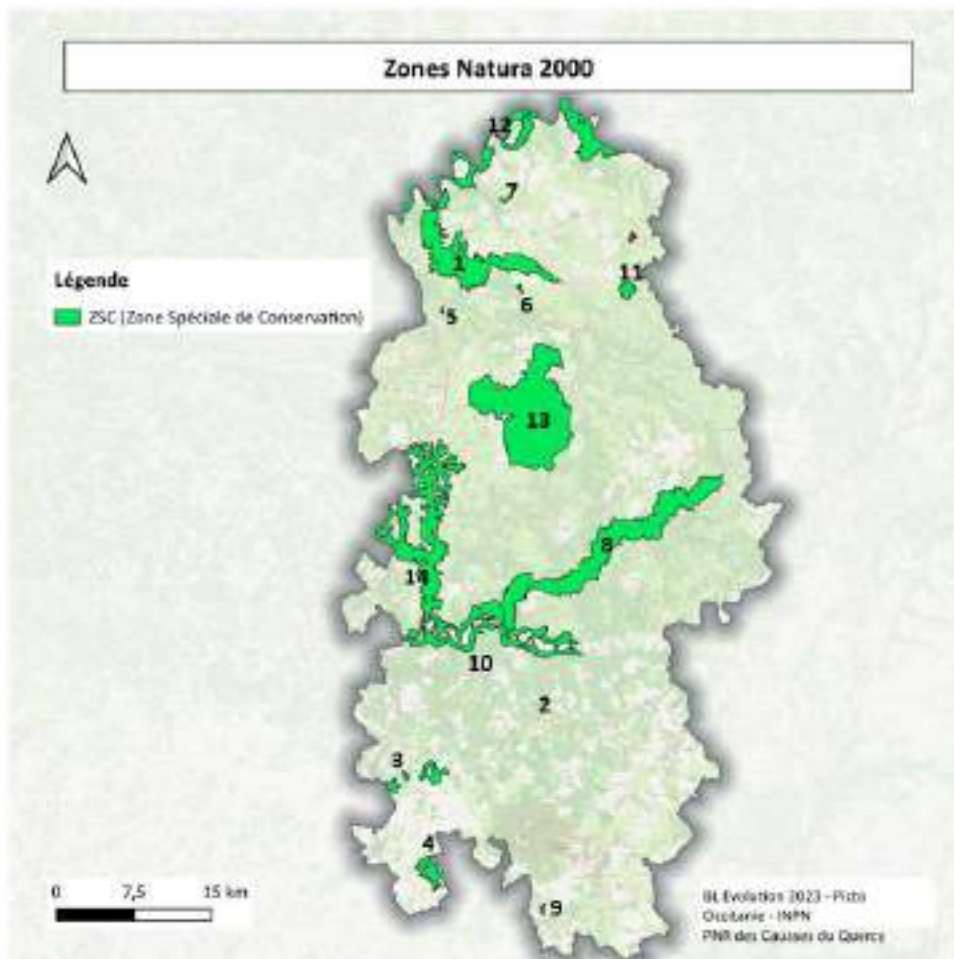 Zones Natura 2000
12
7
1
11
Légende
6
5
ZSC (Zone Spéciale de Conservation)
13
8
14
10
2
3
4
0 7,5 15 km
9
BL Evolution 2023 - Picto
Occitanie - INPN
PNR des Causses du Quercy